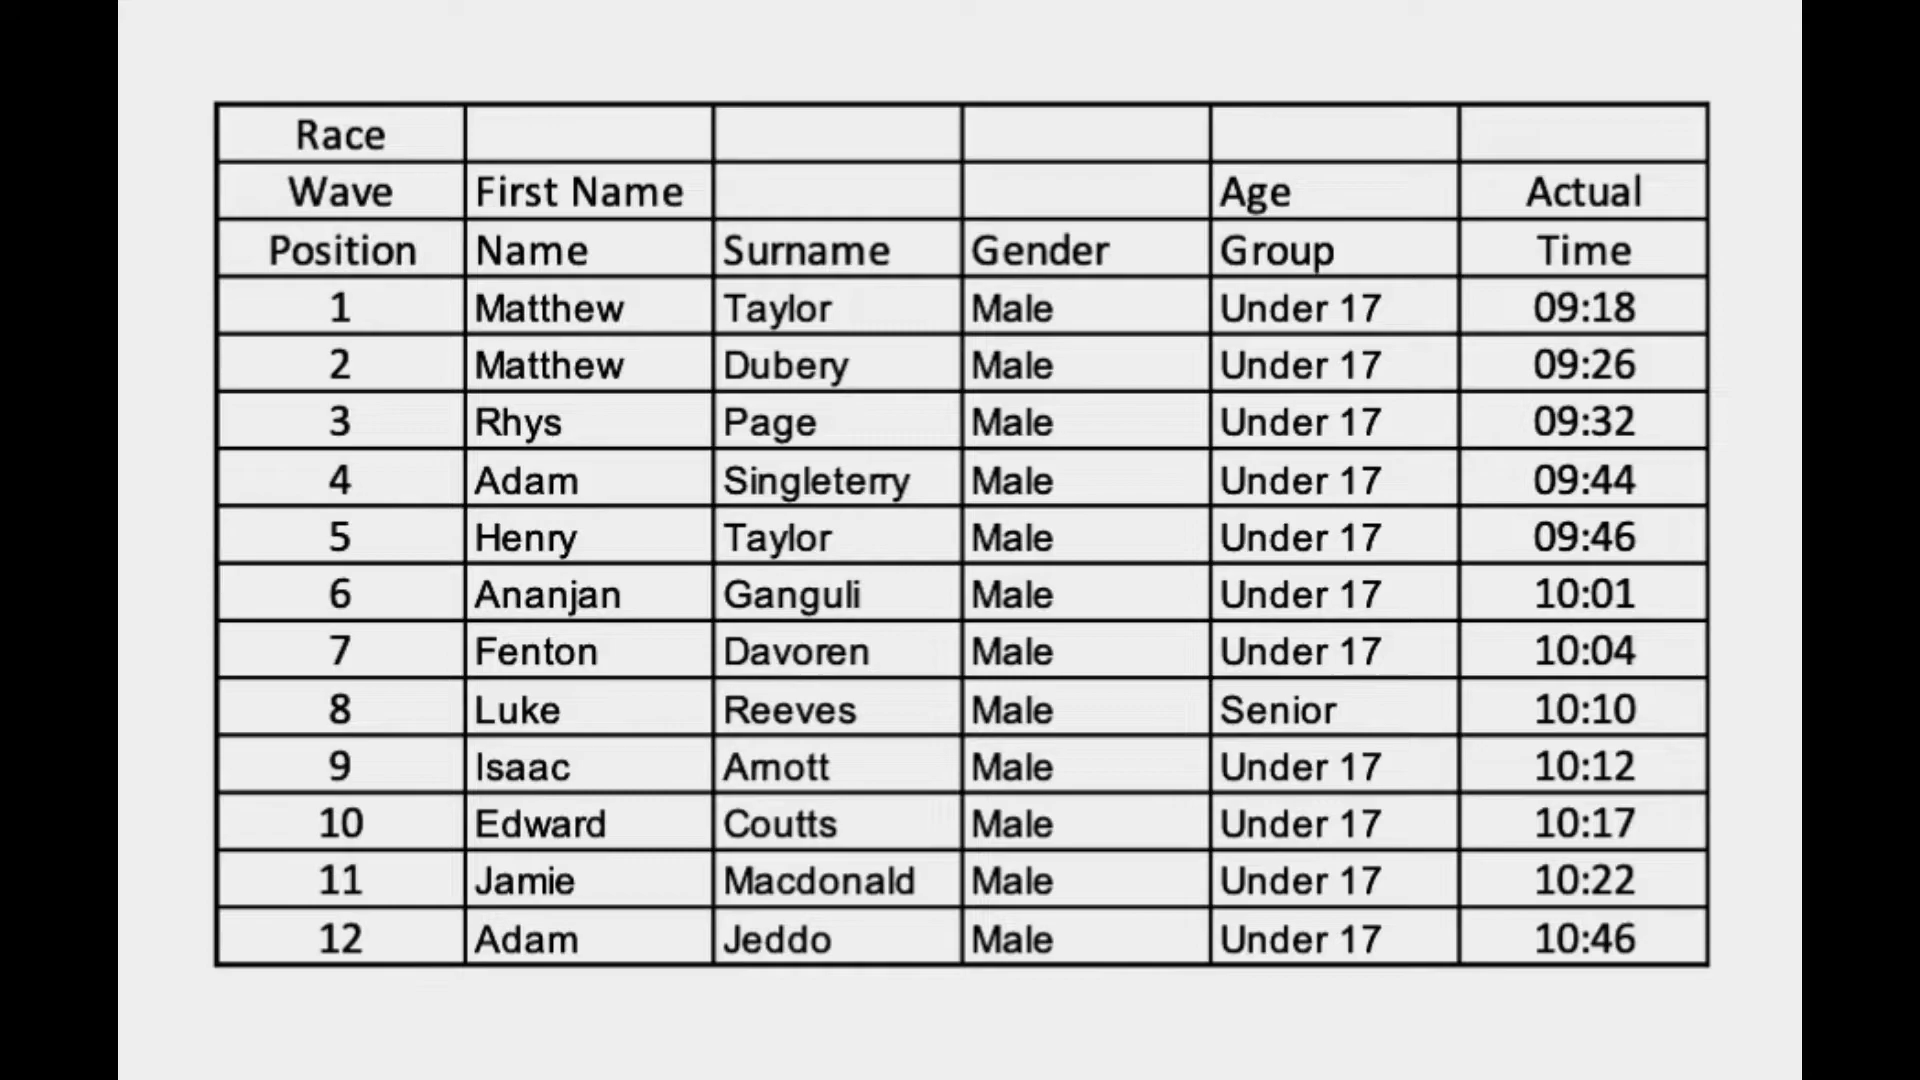 Race
Wave First Name Age Actual
Position Name Surname Gender Group Time
1 Matthew Taylor Male Under 17 09:18
2 Matthew Dubery Male Under 17 09:26
3 Rhys Page Male Under 17 09:32
4 Adam Singleterry Male Under 17 09:44
5 Henry Taylor Male Under 17 09:46
6 Ananjan Ganguli Male Under 17 10:01
7 Fenton Davoren Male Under 17 10:04
8 Luke Reeves Male Senior 10:10
9 Isaac Arnott Male Under 17 10:12
10 Edward Coutts Male Under 17 10:17
11 Jamie Macdonald Male Under 17 10:22
12 Adam Jeddo Male Under 17 10:46